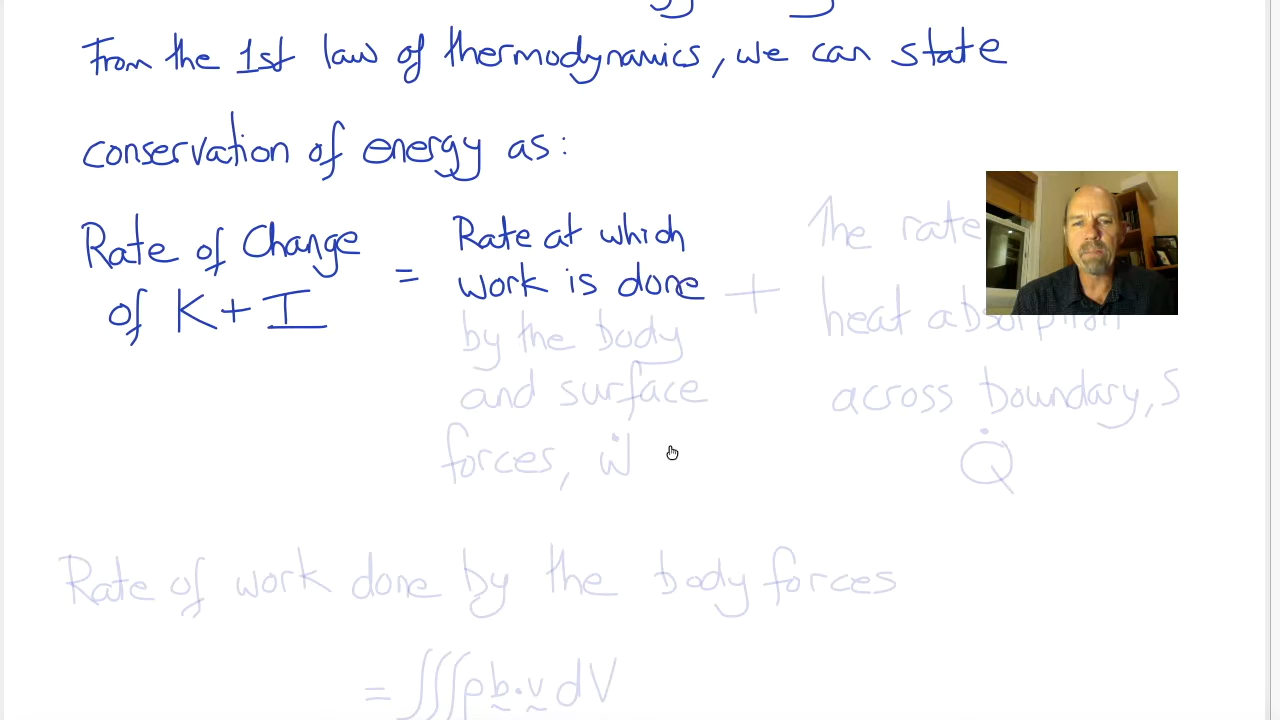 From the 1st law of thermodynamics, we can state
conservation of energy as:
Rate of Change
of K + I
=
Rate at which
work is done
by the body
and surface
forces, Ẇ
+
The rate
heat absorption
across boundary, S
Q̇
Rate of work done by the body forces
= ∭ρb̰·v̰ dV